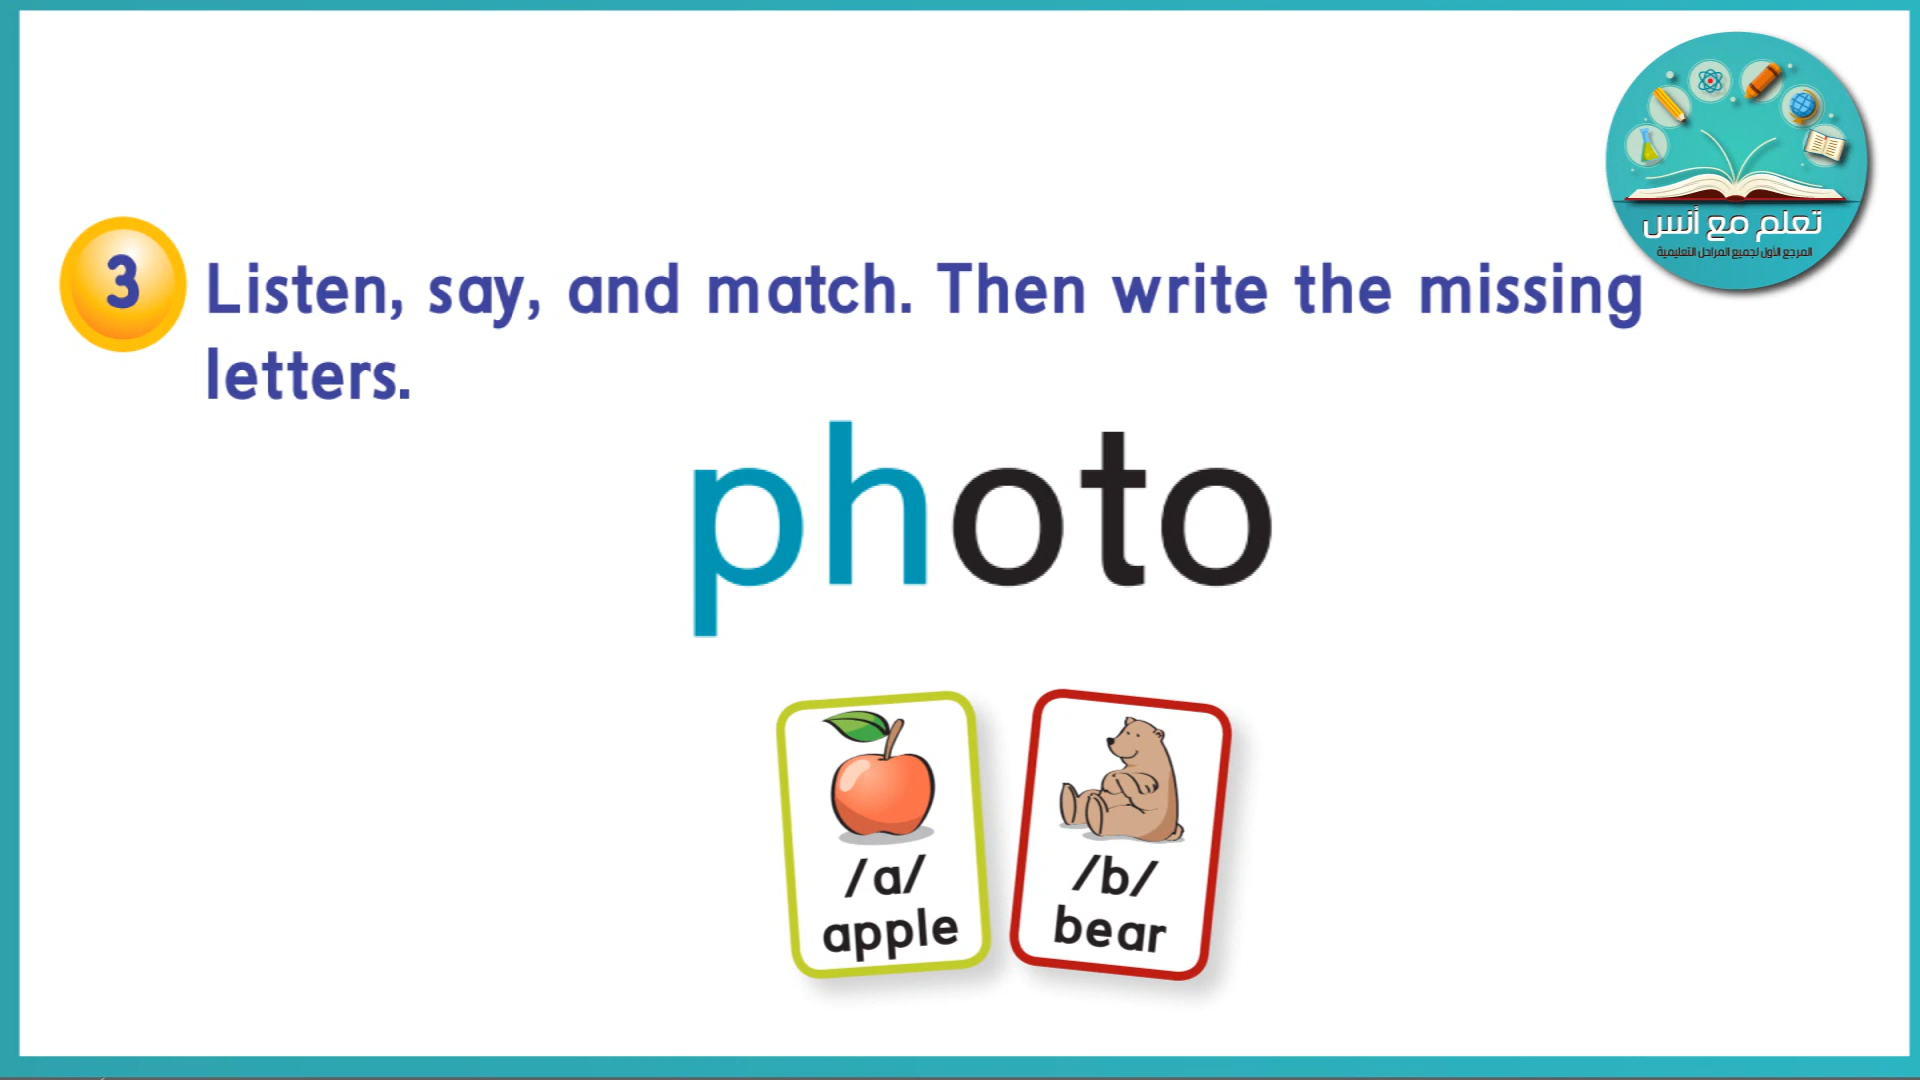 تعلم مع أنس
المرجع الأول لجميع المراحل التعليمية
3 Listen, say, and match. Then write the missing
letters.
photo
/a/
apple
/b/
bear